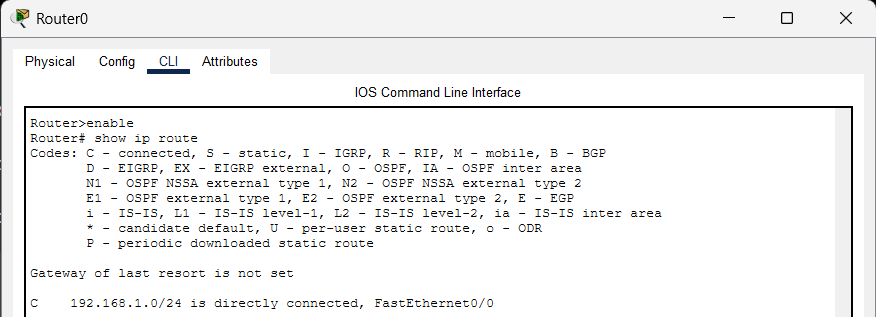 Router0
Physical Config CLI Attributes
IOS Command Line Interface
Router>enable
Router# show ip route
Codes: C - connected, S - static, I - IGRP, R - RIP, M - mobile, B - BGP
D - EIGRP, EX - EIGRP external, O - OSPF, IA - OSPF inter area
N1 - OSPF NSSA external type 1, N2 - OSPF NSSA external type 2
E1 - OSPF external type 1, E2 - OSPF external type 2, E - EGP
i - IS-IS, L1 - IS-IS level-1, L2 - IS-IS level-2, ia - IS-IS inter area
* - candidate default, U - per-user static route, o - ODR
P - periodic downloaded static route
Gateway of last resort is not set
C 192.168.1.0/24 is directly connected, FastEthernet0/0